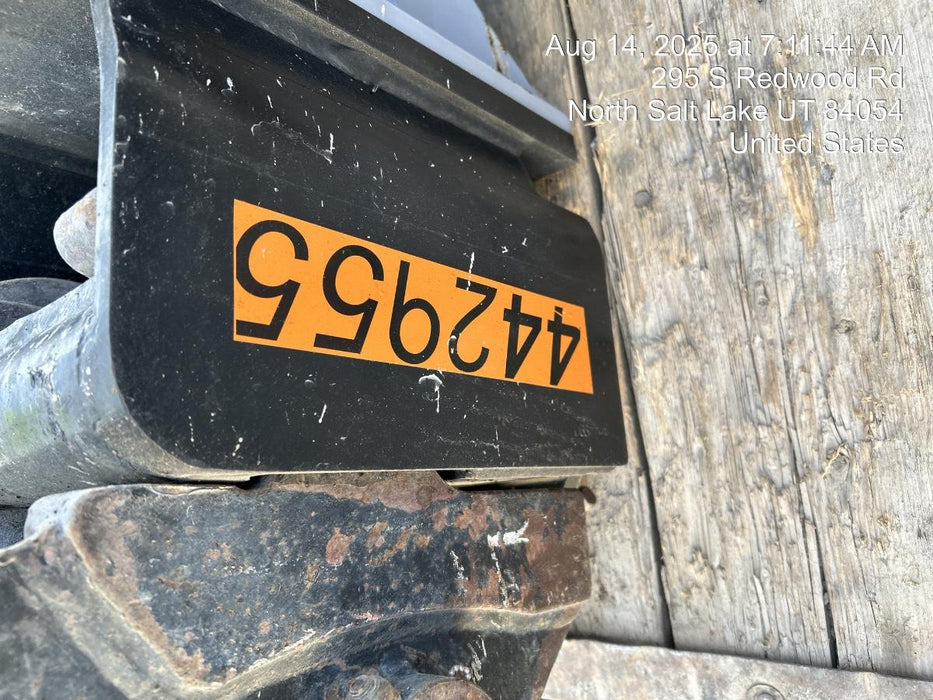 Aug 14, 2025 at 7:11:44 AM
295 S Redwood Rd
North Salt Lake UT 84054
United States
442955